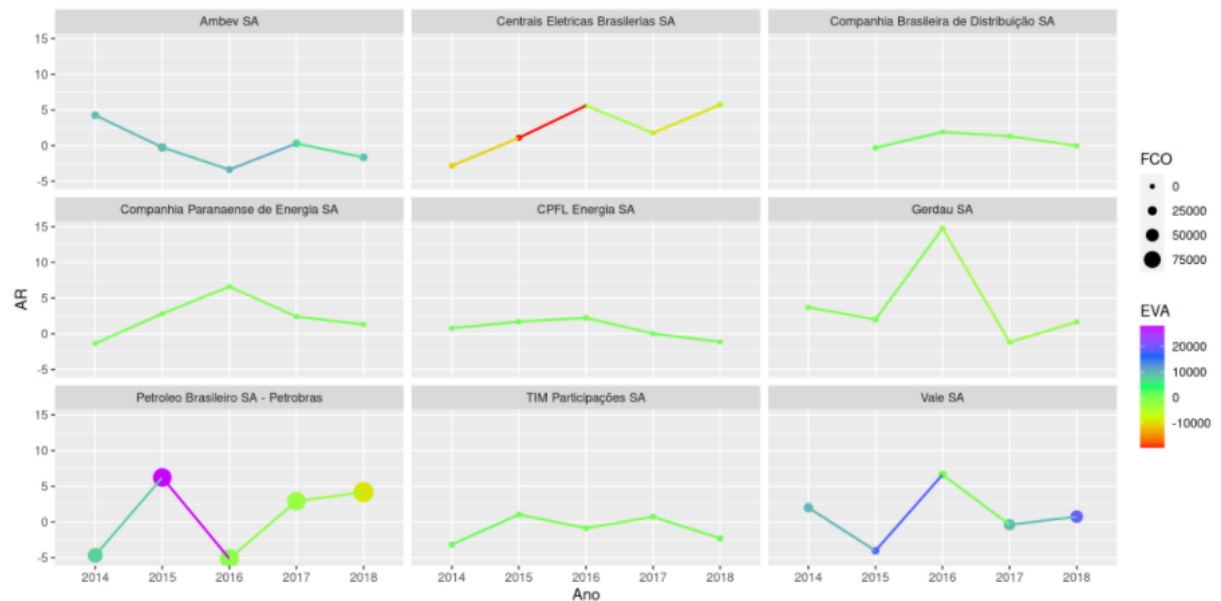 Ambev SA
Centrais Eletricas Brasilerias SA
Companhia Brasileira de Distribuição SA
15
10
5
0
-5
Companhia Paranaense de Energia SA
CPFL Energia SA
Gerdau SA
15
10
5
0
-5
AR
Petroleo Brasileiro SA - Petrobras
TIM Participações SA
Vale SA
15
10
5
0
-5
2014 2015 2016 2017 2018
2014 2015 2016 2017 2018
2014 2015 2016 2017 2018
Ano
FCO
0
25000
50000
75000
EVA
20000
10000
0
-10000